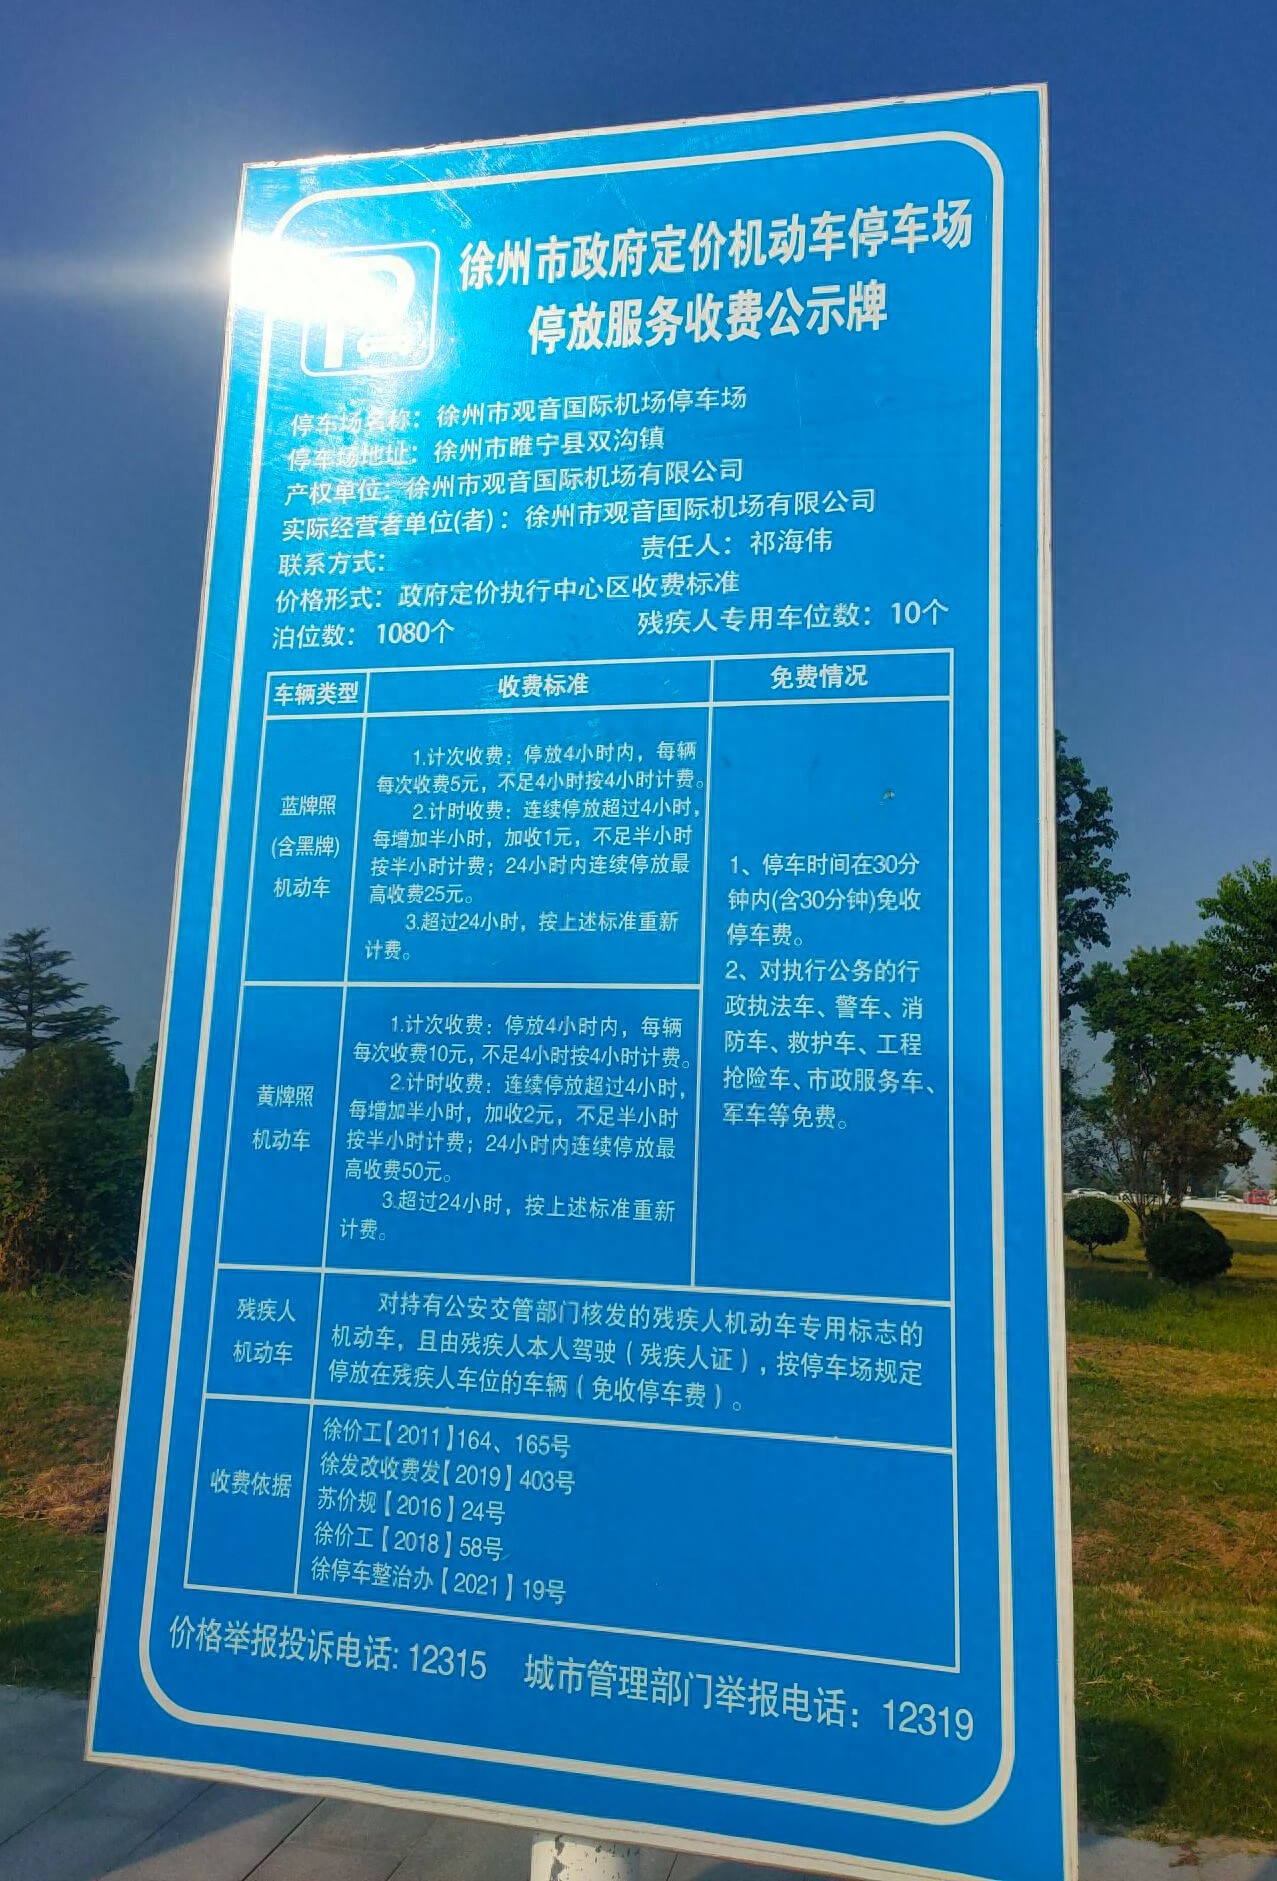 徐州市政府定价机动车停车场
停放服务收费公示牌
停车场名称：徐州市观音国际机场停车场
停车场地址：徐州市睢宁县双沟镇
产权单位：徐州市观音国际机场有限公司
实际经营者单位(者)：徐州市观音国际机场有限公司
联系方式： 责任人：祁海伟
价格形式：政府定价执行中心区收费标准
泊位数：1080个 残疾人专用车位数：10个
车辆类型 收费标准 免费情况
蓝牌照
(含黑牌)
机动车
1.计次收费：停放4小时内，每辆
每次收费5元，不足4小时按4小时计费。
2.计时收费：连续停放超过4小时，
每增加半小时，加收1元，不足半小时
按半小时计费；24小时内连续停放最
高收费25元。
3.超过24小时，按上述标准重新
计费。
黄牌照
机动车
1.计次收费：停放4小时内，每辆
每次收费10元，不足4小时按4小时计费。
2.计时收费：连续停放超过4小时，
每增加半小时，加收2元，不足半小时
按半小时计费；24小时内连续停放最
高收费50元。
3.超过24小时，按上述标准重新
计费。
1、停车时间在30分
钟内(含30分钟)免收
停车费。
2、对执行公务的行
政执法车、警车、消
防车、救护车、工程
抢险车、市政服务车、
军车等免费。
残疾人
机动车
对持有公安交管部门核发的残疾人机动车专用标志的
机动车，且由残疾人本人驾驶（残疾人证），按停车场规定
停放在残疾人车位的车辆（免收停车费）。
收费依据
徐价工【2011】164、165号
徐发改收费发【2019】403号
苏价规【2016】24号
徐价工【2018】58号
徐停车整治办【2021】19号
价格举报投诉电话：12315 城市管理部门举报电话：12319